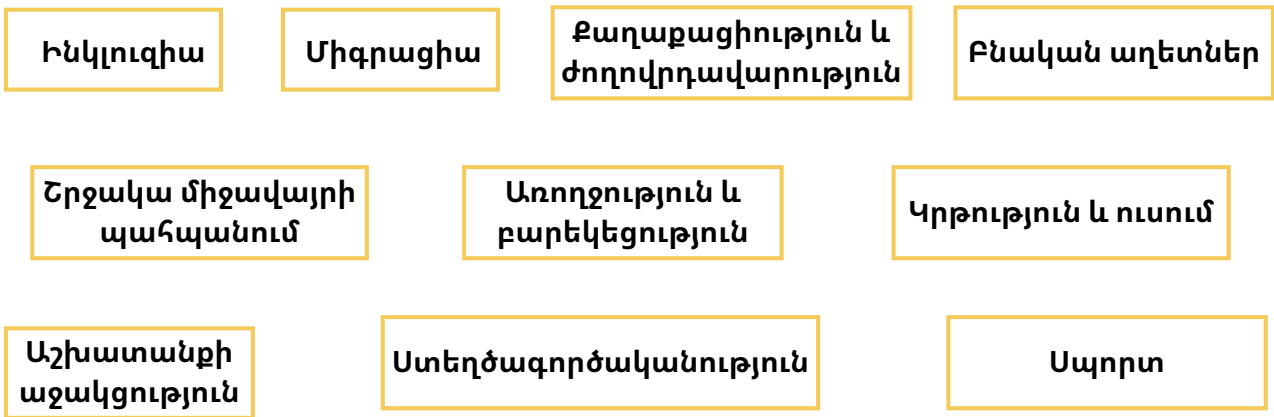 Ինկլուզիա
Միգրացիա
Քաղաքացիություն և
ժողովրդավարություն
Բնական աղետներ
Շրջակա միջավայրի
պահպանում
Առողջություն և
բարեկեցություն
Կրթություն և ուսում
Աշխատանքի
աջակցություն
Ստեղծագործականություն
Սպորտ